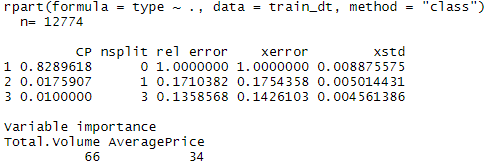 rpart(formula = type ~ ., data = train_dt, method = "class")
  n= 12774

         CP nsplit rel error    xerror        xstd
1 0.8289618      0 1.0000000 1.0000000 0.008875575
2 0.0175907      1 0.1710382 0.1754358 0.005014431
3 0.0100000      3 0.1358568 0.1426103 0.004561386

Variable importance
Total.Volume AveragePrice
          66           34